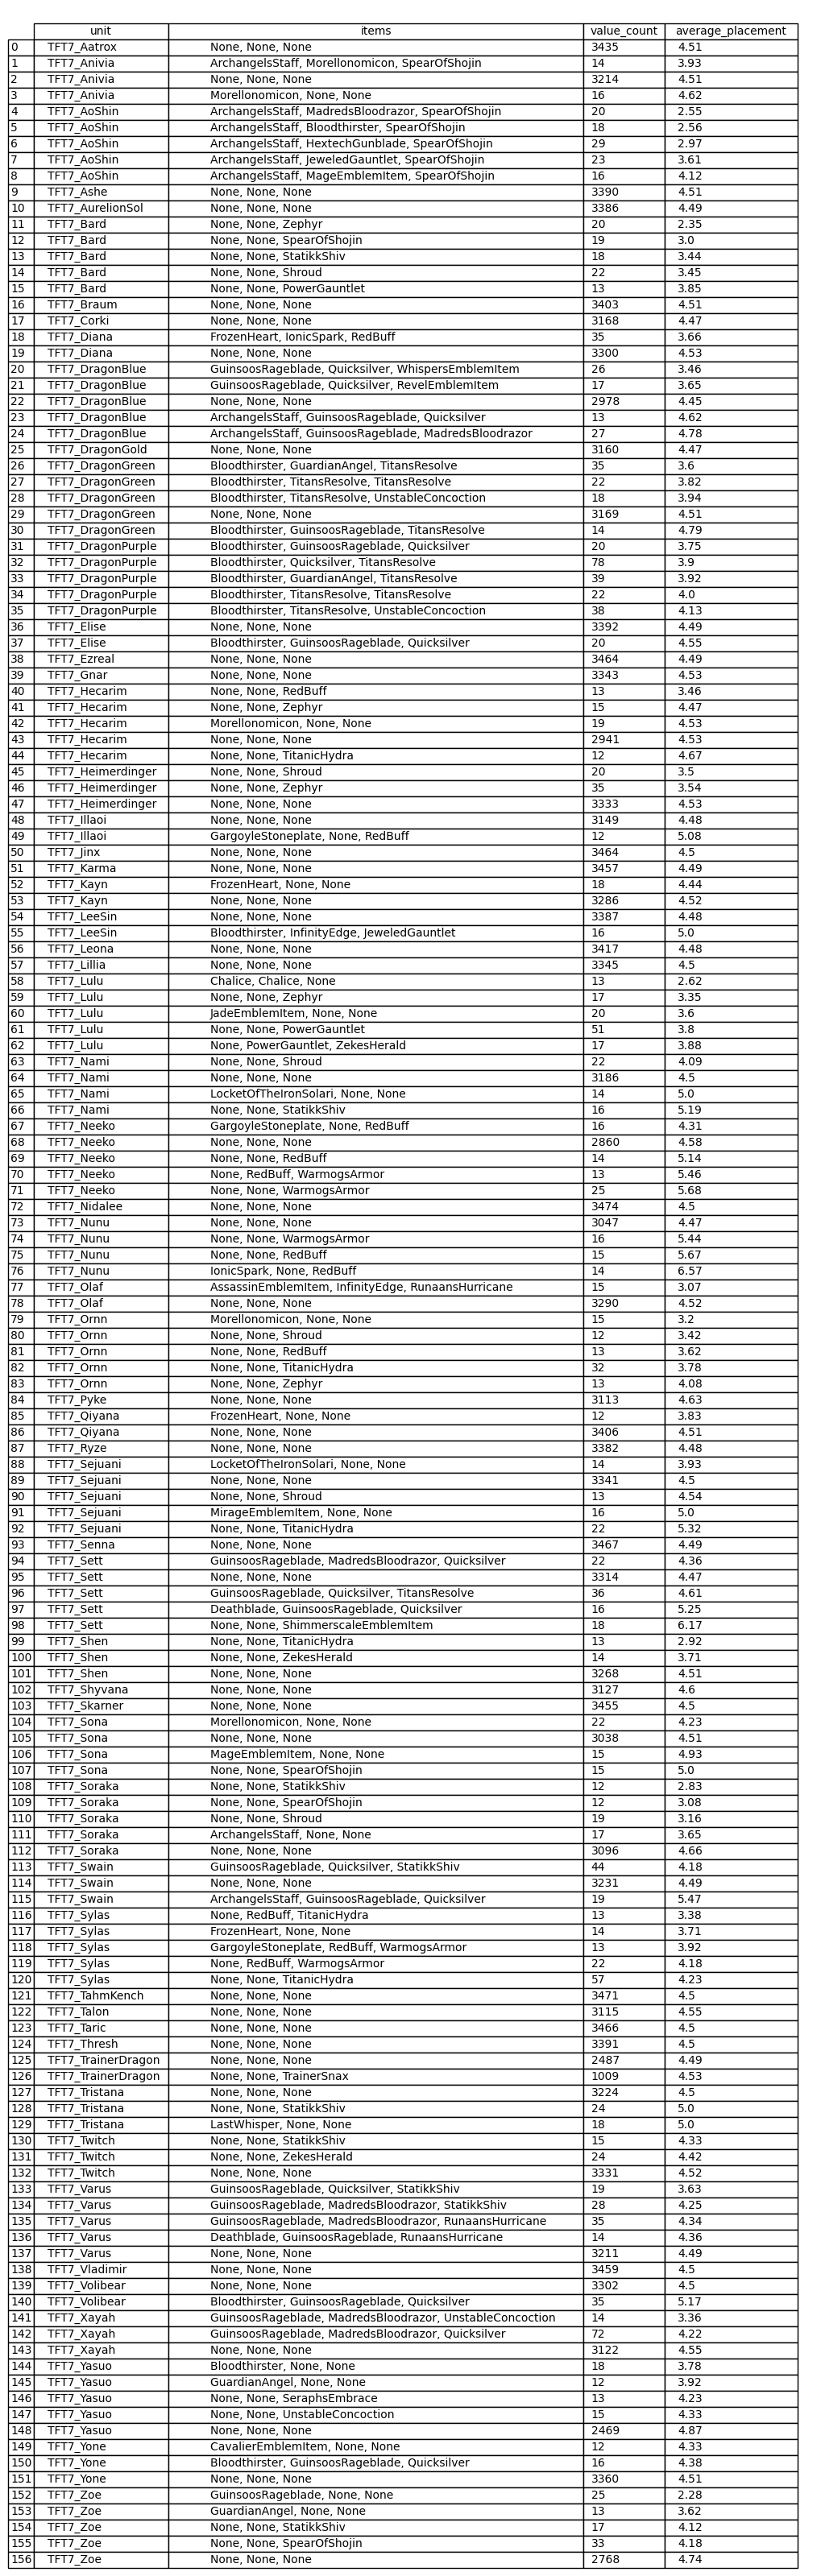 unit items value_count average_placement
0 TFT7_Aatrox None, None, None 3435 4.51
1 TFT7_Anivia ArchangelsStaff, Morellonomicon, SpearOfShojin 14 3.93
2 TFT7_Anivia None, None, None 3214 4.51
3 TFT7_Anivia Morellonomicon, None, None 16 4.62
4 TFT7_AoShin ArchangelsStaff, MadredsBloodrazor, SpearOfShojin 20 2.55
5 TFT7_AoShin ArchangelsStaff, Bloodthirster, SpearOfShojin 18 2.56
6 TFT7_AoShin ArchangelsStaff, HextechGunblade, SpearOfShojin 29 2.97
7 TFT7_AoShin ArchangelsStaff, JeweledGauntlet, SpearOfShojin 23 3.61
8 TFT7_AoShin ArchangelsStaff, MageEmblemItem, SpearOfShojin 16 4.12
9 TFT7_Ashe None, None, None 3390 4.51
10 TFT7_AurelionSol None, None, None 3386 4.49
11 TFT7_Bard None, None, Zephyr 20 2.35
12 TFT7_Bard None, None, SpearOfShojin 19 3.0
13 TFT7_Bard None, None, StatikkShiv 18 3.44
14 TFT7_Bard None, None, Shroud 22 3.45
15 TFT7_Bard None, None, PowerGauntlet 13 3.85
16 TFT7_Braum None, None, None 3403 4.51
17 TFT7_Corki None, None, None 3168 4.47
18 TFT7_Diana FrozenHeart, IonicSpark, RedBuff 35 3.66
19 TFT7_Diana None, None, None 3300 4.53
20 TFT7_DragonBlue GuinsoosRageblade, Quicksilver, WhispersEmblemItem 26 3.46
21 TFT7_DragonBlue GuinsoosRageblade, Quicksilver, RevelEmblemItem 17 3.65
22 TFT7_DragonBlue None, None, None 2978 4.45
23 TFT7_DragonBlue ArchangelsStaff, GuinsoosRageblade, Quicksilver 13 4.62
24 TFT7_DragonBlue ArchangelsStaff, GuinsoosRageblade, MadredsBloodrazor 27 4.78
25 TFT7_DragonGold None, None, None 3160 4.47
26 TFT7_DragonGreen Bloodthirster, GuardianAngel, TitansResolve 35 3.6
27 TFT7_DragonGreen Bloodthirster, TitansResolve, TitansResolve 22 3.82
28 TFT7_DragonGreen Bloodthirster, TitansResolve, UnstableConcoction 18 3.94
29 TFT7_DragonGreen None, None, None 3169 4.51
30 TFT7_DragonGreen Bloodthirster, GuinsoosRageblade, TitansResolve 14 4.79
31 TFT7_DragonPurple Bloodthirster, GuinsoosRageblade, Quicksilver 20 3.75
32 TFT7_DragonPurple Bloodthirster, Quicksilver, TitansResolve 78 3.9
33 TFT7_DragonPurple Bloodthirster, GuardianAngel, TitansResolve 39 3.92
34 TFT7_DragonPurple Bloodthirster, TitansResolve, TitansResolve 22 4.0
35 TFT7_DragonPurple Bloodthirster, TitansResolve, UnstableConcoction 38 4.13
36 TFT7_Elise None, None, None 3392 4.49
37 TFT7_Elise Bloodthirster, GuinsoosRageblade, Quicksilver 20 4.55
38 TFT7_Ezreal None, None, None 3464 4.49
39 TFT7_Gnar None, None, None 3343 4.53
40 TFT7_Hecarim None, None, RedBuff 13 3.46
41 TFT7_Hecarim None, None, Zephyr 15 4.47
42 TFT7_Hecarim Morellonomicon, None, None 19 4.53
43 TFT7_Hecarim None, None, None 2941 4.53
44 TFT7_Hecarim None, None, TitanicHydra 12 4.67
45 TFT7_Heimerdinger None, None, Shroud 20 3.5
46 TFT7_Heimerdinger None, None, Zephyr 35 3.54
47 TFT7_Heimerdinger None, None, None 3333 4.53
48 TFT7_Illaoi None, None, None 3149 4.48
49 TFT7_Illaoi GargoyleStoneplate, None, RedBuff 12 5.08
50 TFT7_Jinx None, None, None 3464 4.5
51 TFT7_Karma None, None, None 3457 4.49
52 TFT7_Kayn FrozenHeart, None, None 18 4.44
53 TFT7_Kayn None, None, None 3286 4.52
54 TFT7_LeeSin None, None, None 3387 4.48
55 TFT7_LeeSin Bloodthirster, InfinityEdge, JeweledGauntlet 16 5.0
56 TFT7_Leona None, None, None 3417 4.48
57 TFT7_Lillia None, None, None 3345 4.5
58 TFT7_Lulu Chalice, Chalice, None 13 2.62
59 TFT7_Lulu None, None, Zephyr 17 3.35
60 TFT7_Lulu JadeEmblemItem, None, None 20 3.6
61 TFT7_Lulu None, None, PowerGauntlet 51 3.8
62 TFT7_Lulu None, PowerGauntlet, ZekesHerald 17 3.88
63 TFT7_Nami None, None, Shroud 22 4.09
64 TFT7_Nami None, None, None 3186 4.5
65 TFT7_Nami LocketOfTheIronSolari, None, None 14 5.0
66 TFT7_Nami None, None, StatikkShiv 16 5.19
67 TFT7_Neeko GargoyleStoneplate, None, RedBuff 16 4.31
68 TFT7_Neeko None, None, None 2860 4.58
69 TFT7_Neeko None, None, RedBuff 14 5.14
70 TFT7_Neeko None, RedBuff, WarmogsArmor 13 5.46
71 TFT7_Neeko None, None, WarmogsArmor 25 5.68
72 TFT7_Nidalee None, None, None 3474 4.5
73 TFT7_Nunu None, None, None 3047 4.47
74 TFT7_Nunu None, None, WarmogsArmor 16 5.44
75 TFT7_Nunu None, None, RedBuff 15 5.67
76 TFT7_Nunu IonicSpark, None, RedBuff 14 6.57
77 TFT7_Olaf AssassinEmblemItem, InfinityEdge, RunaansHurricane 15 3.07
78 TFT7_Olaf None, None, None 3290 4.52
79 TFT7_Ornn Morellonomicon, None, None 15 3.2
80 TFT7_Ornn None, None, Shroud 12 3.42
81 TFT7_Ornn None, None, RedBuff 13 3.62
82 TFT7_Ornn None, None, TitanicHydra 32 3.78
83 TFT7_Ornn None, None, Zephyr 13 4.08
84 TFT7_Pyke None, None, None 3113 4.63
85 TFT7_Qiyana FrozenHeart, None, None 12 3.83
86 TFT7_Qiyana None, None, None 3406 4.51
87 TFT7_Ryze None, None, None 3382 4.48
88 TFT7_Sejuani LocketOfTheIronSolari, None, None 14 3.93
89 TFT7_Sejuani None, None, None 3341 4.5
90 TFT7_Sejuani None, None, Shroud 13 4.54
91 TFT7_Sejuani MirageEmblemItem, None, None 16 5.0
92 TFT7_Sejuani None, None, TitanicHydra 22 5.32
93 TFT7_Senna None, None, None 3467 4.49
94 TFT7_Sett GuinsoosRageblade, MadredsBloodrazor, Quicksilver 22 4.36
95 TFT7_Sett None, None, None 3314 4.47
96 TFT7_Sett GuinsoosRageblade, Quicksilver, TitansResolve 36 4.61
97 TFT7_Sett Deathblade, GuinsoosRageblade, Quicksilver 16 5.25
98 TFT7_Sett None, None, ShimmerscaleEmblemItem 18 6.17
99 TFT7_Shen None, None, TitanicHydra 13 2.92
100 TFT7_Shen None, None, ZekesHerald 14 3.71
101 TFT7_Shen None, None, None 3268 4.51
102 TFT7_Shyvana None, None, None 3127 4.6
103 TFT7_Skarner None, None, None 3455 4.5
104 TFT7_Sona Morellonomicon, None, None 22 4.23
105 TFT7_Sona None, None, None 3038 4.51
106 TFT7_Sona MageEmblemItem, None, None 15 4.93
107 TFT7_Sona None, None, SpearOfShojin 15 5.0
108 TFT7_Soraka None, None, StatikkShiv 12 2.83
109 TFT7_Soraka None, None, SpearOfShojin 12 3.08
110 TFT7_Soraka None, None, Shroud 19 3.16
111 TFT7_Soraka ArchangelsStaff, None, None 17 3.65
112 TFT7_Soraka None, None, None 3096 4.66
113 TFT7_Swain GuinsoosRageblade, Quicksilver, StatikkShiv 44 4.18
114 TFT7_Swain None, None, None 3231 4.49
115 TFT7_Swain ArchangelsStaff, GuinsoosRageblade, Quicksilver 19 5.47
116 TFT7_Sylas None, RedBuff, TitanicHydra 13 3.38
117 TFT7_Sylas FrozenHeart, None, None 14 3.71
118 TFT7_Sylas GargoyleStoneplate, RedBuff, WarmogsArmor 13 3.92
119 TFT7_Sylas None, RedBuff, WarmogsArmor 22 4.18
120 TFT7_Sylas None, None, TitanicHydra 57 4.23
121 TFT7_TahmKench None, None, None 3471 4.5
122 TFT7_Talon None, None, None 3115 4.55
123 TFT7_Taric None, None, None 3466 4.5
124 TFT7_Thresh None, None, None 3391 4.5
125 TFT7_TrainerDragon None, None, None 2487 4.49
126 TFT7_TrainerDragon None, None, TrainerSnax 1009 4.53
127 TFT7_Tristana None, None, None 3224 4.5
128 TFT7_Tristana None, None, StatikkShiv 24 5.0
129 TFT7_Tristana LastWhisper, None, None 18 5.0
130 TFT7_Twitch None, None, StatikkShiv 15 4.33
131 TFT7_Twitch None, None, ZekesHerald 24 4.42
132 TFT7_Twitch None, None, None 3331 4.52
133 TFT7_Varus GuinsoosRageblade, Quicksilver, StatikkShiv 19 3.63
134 TFT7_Varus GuinsoosRageblade, MadredsBloodrazor, StatikkShiv 28 4.25
135 TFT7_Varus GuinsoosRageblade, MadredsBloodrazor, RunaansHurricane 35 4.34
136 TFT7_Varus Deathblade, GuinsoosRageblade, RunaansHurricane 14 4.36
137 TFT7_Varus None, None, None 3211 4.49
138 TFT7_Vladimir None, None, None 3459 4.5
139 TFT7_Volibear None, None, None 3302 4.5
140 TFT7_Volibear Bloodthirster, GuinsoosRageblade, Quicksilver 35 5.17
141 TFT7_Xayah GuinsoosRageblade, MadredsBloodrazor, UnstableConcoction 14 3.36
142 TFT7_Xayah GuinsoosRageblade, MadredsBloodrazor, Quicksilver 72 4.22
143 TFT7_Xayah None, None, None 3122 4.55
144 TFT7_Yasuo Bloodthirster, None, None 18 3.78
145 TFT7_Yasuo GuardianAngel, None, None 12 3.92
146 TFT7_Yasuo None, None, SeraphsEmbrace 13 4.23
147 TFT7_Yasuo None, None, UnstableConcoction 15 4.33
148 TFT7_Yasuo None, None, None 2469 4.87
149 TFT7_Yone CavalierEmblemItem, None, None 12 4.33
150 TFT7_Yone Bloodthirster, GuinsoosRageblade, Quicksilver 16 4.38
151 TFT7_Yone None, None, None 3360 4.51
152 TFT7_Zoe GuinsoosRageblade, None, None 25 2.28
153 TFT7_Zoe GuardianAngel, None, None 13 3.62
154 TFT7_Zoe None, None, StatikkShiv 17 4.12
155 TFT7_Zoe None, None, SpearOfShojin 33 4.18
156 TFT7_Zoe None, None, None 2768 4.74